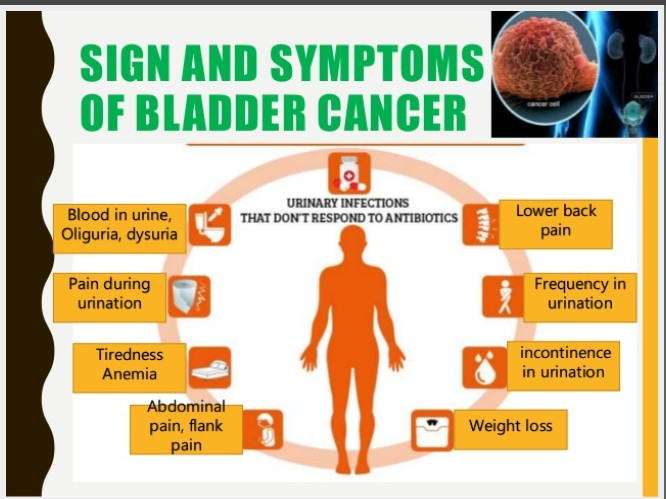 SIGN AND SYMPTOMS
OF BLADDER CANCER
cancer cell
BLADDER
URINARY INFECTIONS
THAT DON'T RESPOND TO ANTIBIOTICS
Blood in urine,
Oliguria, dysuria
Lower back
pain
Pain during
urination
Frequency in
urination
Tiredness
Anemia
incontinence
in urination
Abdominal
pain, flank
pain
Weight loss